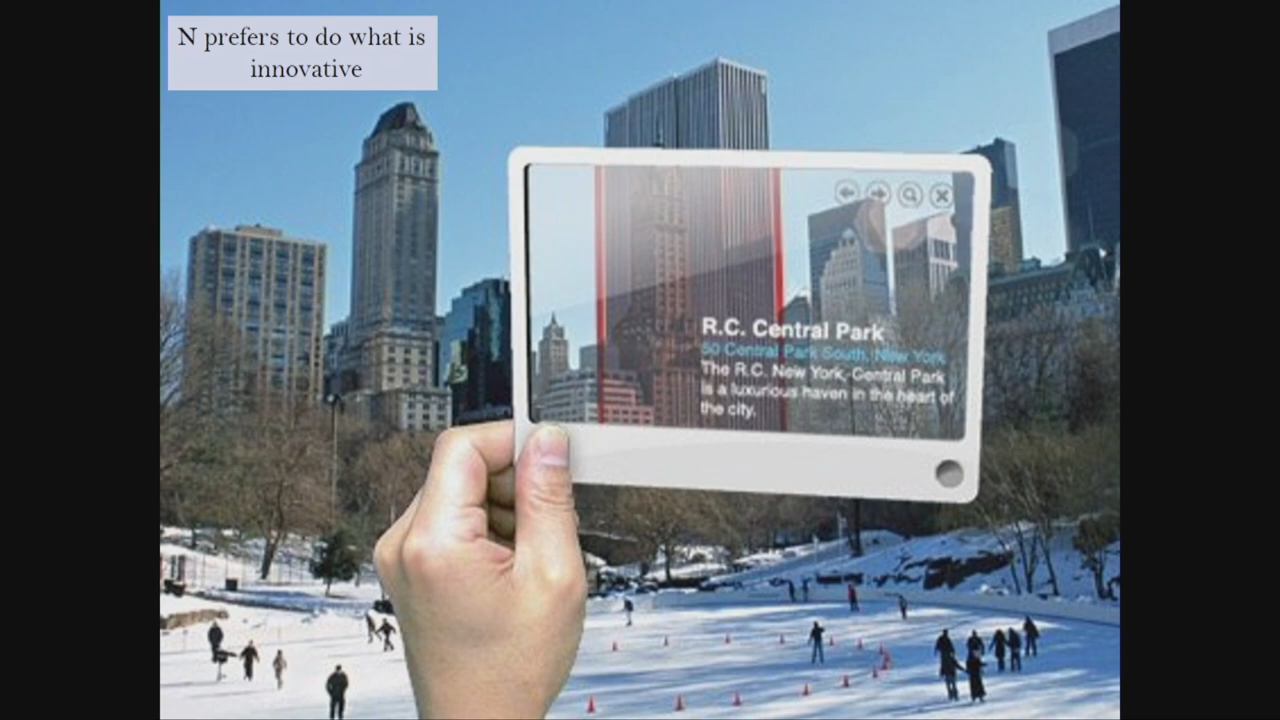 N prefers to do what is
innovative
R.C. Central Park
50 Central Park South, New York
The R.C. New York, Central Park
is a luxurious haven in the heart of
the city.